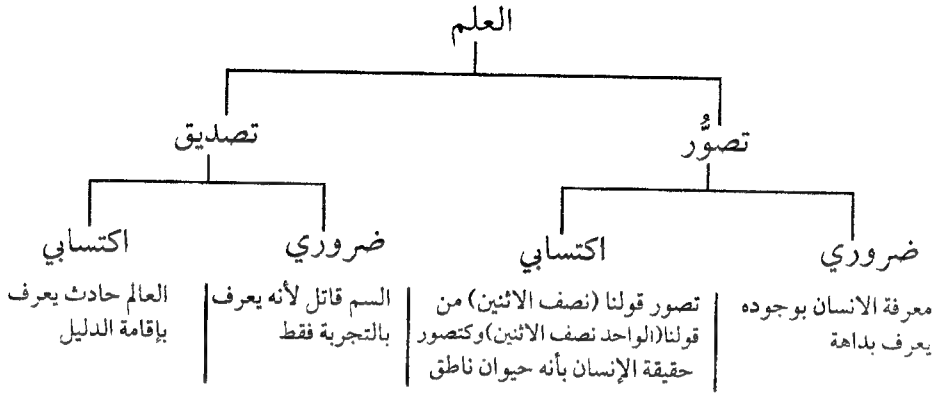 العلم
تصوُّر
تصديق
ضروري
اكتسابي
ضروري
اكتسابي
معرفة الانسان بوجوده
يعرف بداهة
تصور قولنا (نصف الاثنين) من
قولنا(الواحد نصف الاثنين)وكتصور
حقيقة الإنسان بأنه حيوان ناطق
السم قاتل لأنه يعرف
بالتجربة فقط
العالم حادث يعرف
بإقامة الدليل